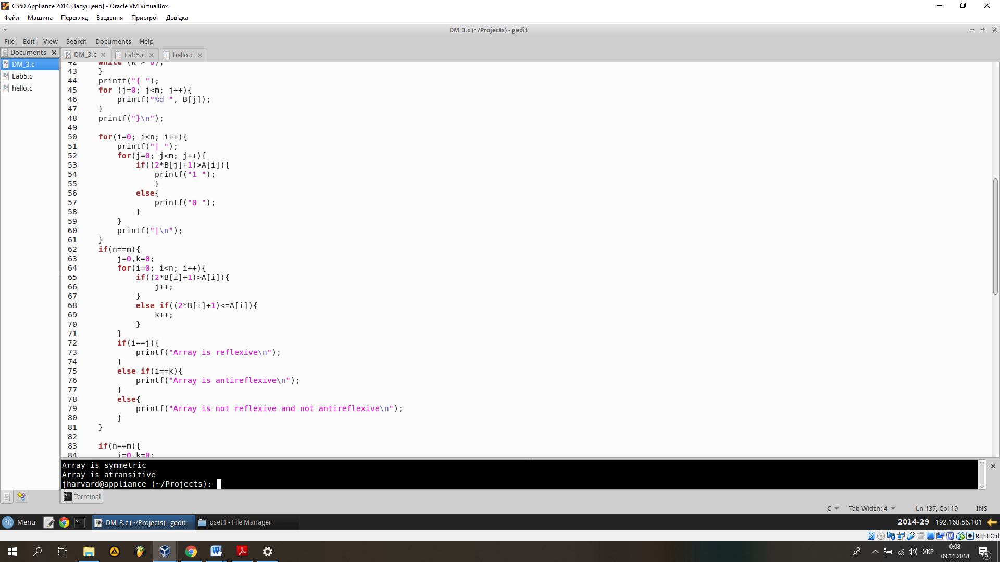 CS50 Appliance 2014 [Запущено] - Oracle VM VirtualBox
Файл Машина Перегляд Введення Пристрої Довідка
DM_3.c (~/Projects) - gedit
File Edit View Search Documents Help
Documents DM_3.c Lab5.c hello.c
DM_3.c
Lab5.c
hello.c
42 while (k > 0);
43 }
44 printf("{ ");
45 for (j=0; j<m; j++){
46 printf("%d ", B[j]);
47 }
48 printf("}\n");
49
50 for(i=0; i<n; i++){
51 printf("| ");
52 for(j=0; j<m; j++){
53 if((2*B[j]+1)>A[i]){
54 printf("1 ");
55 }
56 else{
57 printf("0 ");
58 }
59 }
60 printf("|\n");
61 }
62 if(n==m){
63 j=0,k=0;
64 for(i=0; i<n; i++){
65 if((2*B[i]+1)>A[i]){
66 j++;
67 }
68 else if((2*B[i]+1)<=A[i]){
69 k++;
70 }
71 }
72 if(i==j){
73 printf("Array is reflexive\n");
74 }
75 else if(i==k){
76 printf("Array is antireflexive\n");
77 }
78 else{
79 printf("Array is not reflexive and not antireflexive\n");
80 }
81 }
82
83 if(n==m){
84 j=0,k=0;
Array is symmetric
Array is atransitive
jharvard@appliance (~/Projects):
Terminal
C Tab Width: 4 Ln 137, Col 19 INS
50 Menu DM_3.c (~/Projects) - gedit pset1 - File Manager 2014-29 192.168.56.101
Right Ctrl
УКР 0:08
09.11.2018
5